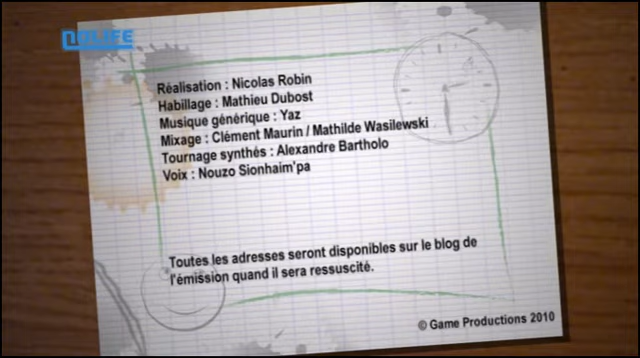 NOLIFE
Réalisation : Nicolas Robin
Habillage : Mathieu Dubost
Musique générique : Yaz
Mixage : Clément Maurin / Mathilde Wasilewski
Tournage synthés : Alexandre Bartholo
Voix : Nouzo Sionhaim'pa
Toutes les adresses seront disponibles sur le blog de
l'émission quand il sera ressuscité.
© Game Productions 2010